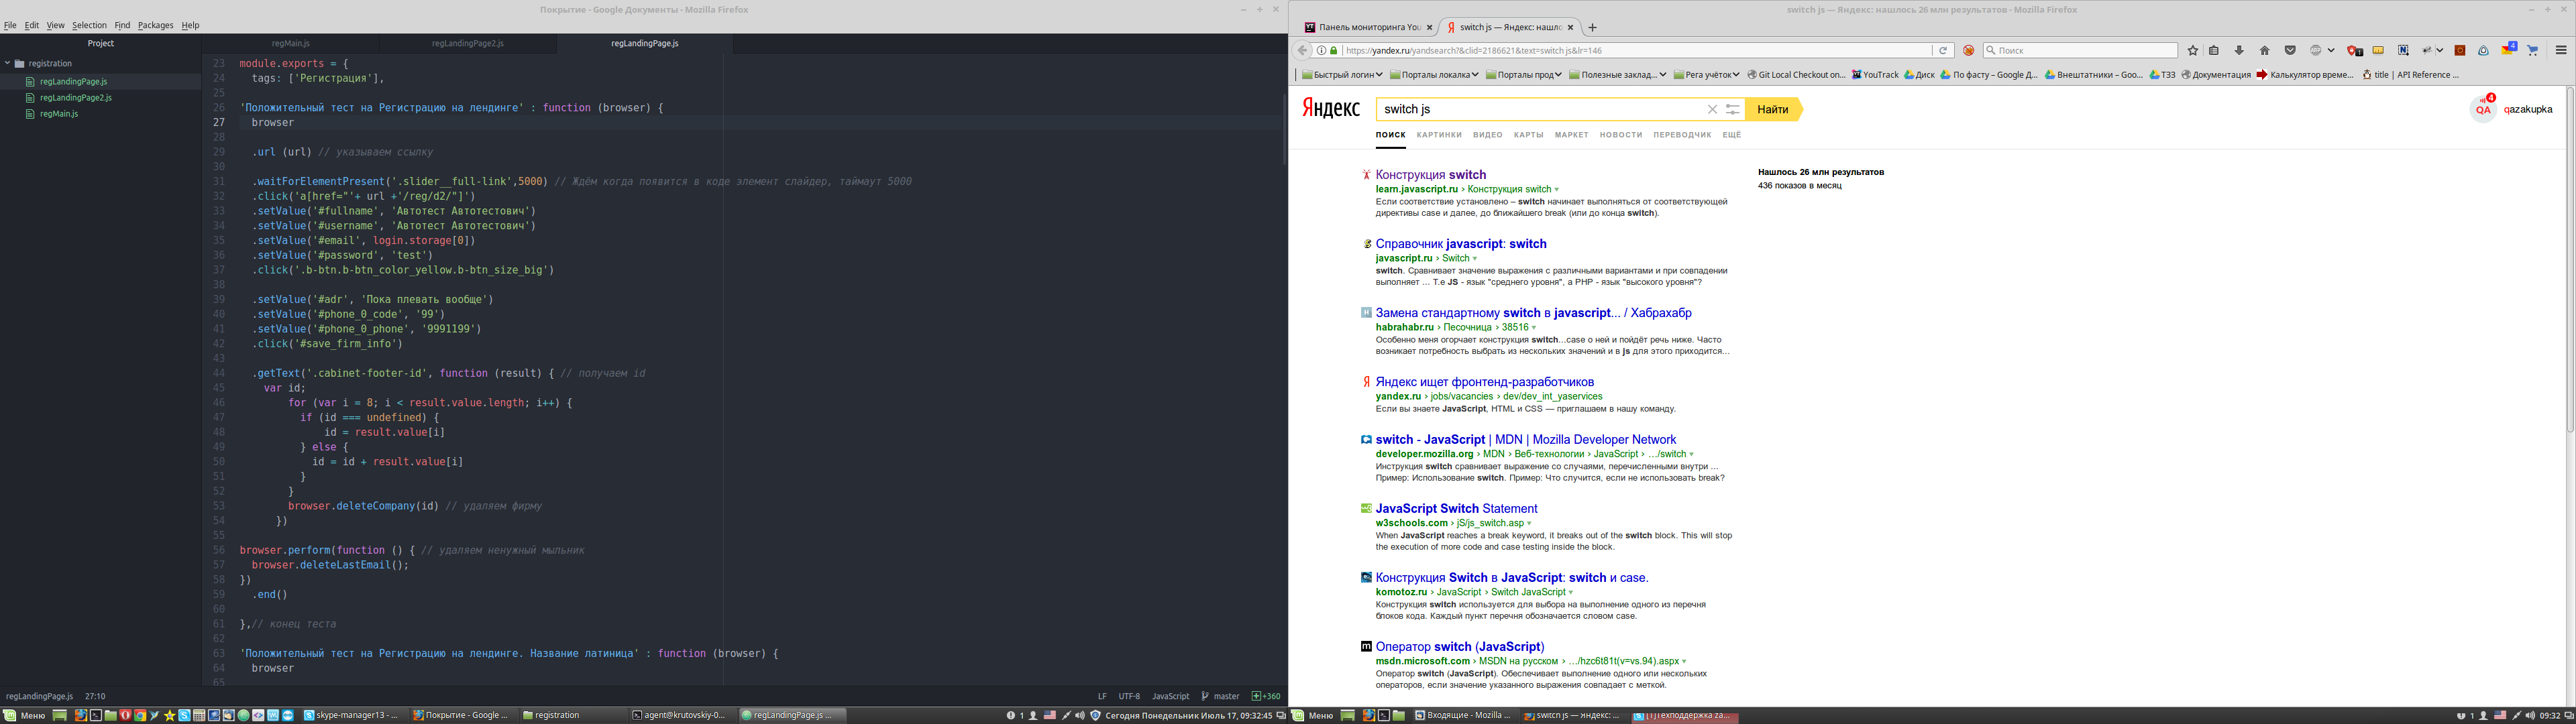 Покрытие - Google Документы - Mozilla Firefox
File Edit View Selection Find Packages Help
Project
registration
regLandingPage.js
regLandingPage2.js
regMain.js
regMain.js regLandingPage2.js regLandingPage.js
23 module.exports = {
24 tags: ['Регистрация'],
25
26 'Положительный тест на Регистрацию на лендинге' : function (browser) {
27 browser
28
29 .url (url) // указываем ссылку
30
31 .waitForElementPresent('.slider__full-link',5000) // Ждём когда появится в коде элемент слайдер, таймаут 5000
32 .click('a[href="'+ url +'/reg/d2/"]')
33 .setValue('#fullname', 'Автотест Автотестович')
34 .setValue('#username', 'Автотест Автотестович')
35 .setValue('#email', login.storage[0])
36 .setValue('#password', 'test')
37 .click('.b-btn.b-btn_color_yellow.b-btn_size_big')
38
39 .setValue('#adr', 'Пока плевать вообще')
40 .setValue('#phone_0_code', '99')
41 .setValue('#phone_0_phone', '9991199')
42 .click('#save_firm_info')
43
44 .getText('.cabinet-footer-id', function (result) { // получаем id
45 var id;
46 for (var i = 8; i < result.value.length; i++) {
47 if (id === undefined) {
48 id = result.value[i]
49 } else {
50 id = id + result.value[i]
51 }
52 }
53 browser.deleteCompany(id) // удаляем фирму
54 })
55
56 browser.perform(function () { // удаляем ненужный мыльник
57 browser.deleteLastEmail();
58 })
59 .end()
60
61 },// конец теста
62
63 'Положительный тест на Регистрацию на лендинге. Название латиница' : function (browser) {
64 browser
65
regLandingPage.js 27:10 LF UTF-8 JavaScript master +360
Меню skype-manager13 - ... Покрытие - Google ... registration agent@krutovskiy-0... regLandingPage.js ... 1 Сегодня Понедельник Июль 17, 09:32:45
switch js — Яндекс: нашлось 26 млн результатов - Mozilla Firefox
Панель мониторинга You switch js — Яндекс: нашло
https://yandex.ru/yandsearch?&clid=2186621&text=switch js&lr=146 Поиск
Быстрый логин Порталы локалка Порталы прод Полезные заклад... Рега учёток Git Local Checkout on... YouTrack Диск По фасту – Google Д... Внештатники – Goo... ТЗЗ Документация Калькулятор време... title | API Reference ...
Яндекс switch js Найти 4 QA qazakupka
ПОИСК КАРТИНКИ ВИДЕО КАРТЫ МАРКЕТ НОВОСТИ ПЕРЕВОДЧИК ЕЩЁ
Конструкция switch
learn.javascript.ru › Конструкция switch
Если соответствие установлено – switch начинает выполняться от соответствующей
директивы case и далее, до ближайшего break (или до конца switch).
Нашлось 26 млн результатов
436 показов в месяц
Справочник javascript: switch
javascript.ru › Switch
switch. Сравнивает значение выражения с различными вариантами и при совпадении
выполняет ... Т.е JS - язык "среднего уровня", а PHP - язык "высокого уровня"?
Замена стандартному switch в javascript... / Хабрахабр
habrahabr.ru › Песочница › 38516
Особенно меня огорчает конструкция switch...case о ней и пойдёт речь ниже. Часто
возникает потребность выбрать из нескольких значений и в js для этого приходится...
Яндекс ищет фронтенд-разработчиков
yandex.ru › jobs/vacancies › dev/dev_int_yaservices
Если вы знаете JavaScript, HTML и CSS — приглашаем в нашу команду.
switch - JavaScript | MDN | Mozilla Developer Network
developer.mozilla.org › MDN › Веб-технологии › JavaScript › .../switch
Инструкция switch сравнивает выражение со случаями, перечисленными внутри ...
Пример: Использование switch. Пример: Что случится, если не использовать break?
JavaScript Switch Statement
w3schools.com › jS/js_switch.asp
When JavaScript reaches a break keyword, it breaks out of the switch block. This will stop
the execution of more code and case testing inside the block.
Конструкция Switch в JavaScript: switch и case.
komotoz.ru › JavaScript › Switch JavaScript
Конструкция switch используется для выбора на выполнение одного из перечня
блоков кода. Каждый пункт перечня обозначается словом case.
Оператор switch (JavaScript)
msdn.microsoft.com › MSDN на русском › .../hzc6t81t(v=vs.94).aspx
Оператор switch (JavaScript). Обеспечивает выполнение одного или нескольких
операторов, если значение указанного выражения совпадает с меткой.
Меню Входящие - Mozilla ... switch js — Яндекс: ... [1]Техподдержка za... 1 09:32